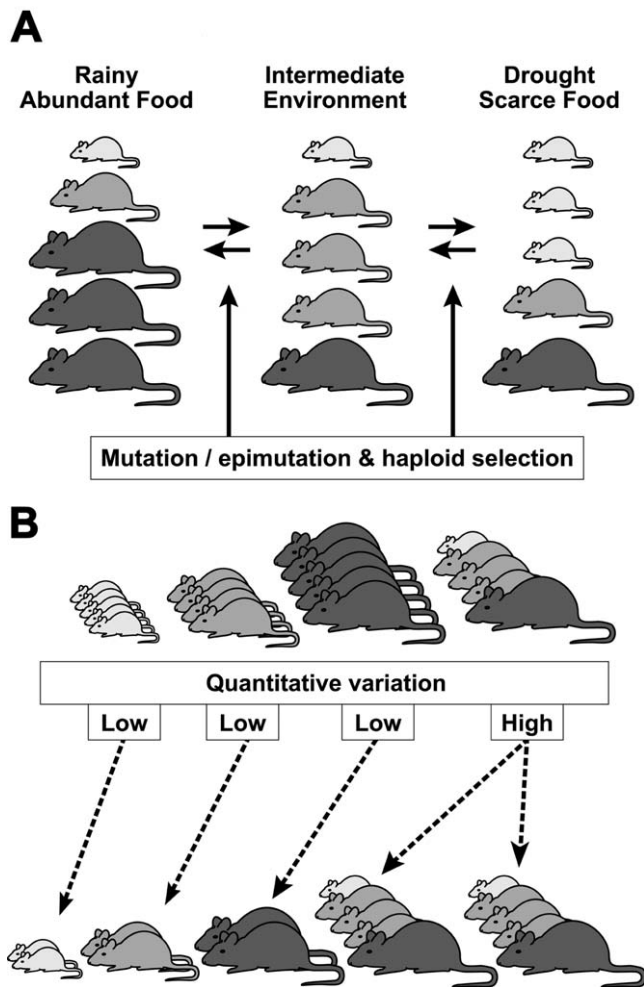 A
Rainy
Abundant Food
Intermediate
Environment
Drought
Scarce Food
Mutation / epimutation & haploid selection
B
Quantitative variation
Low
Low
Low
High